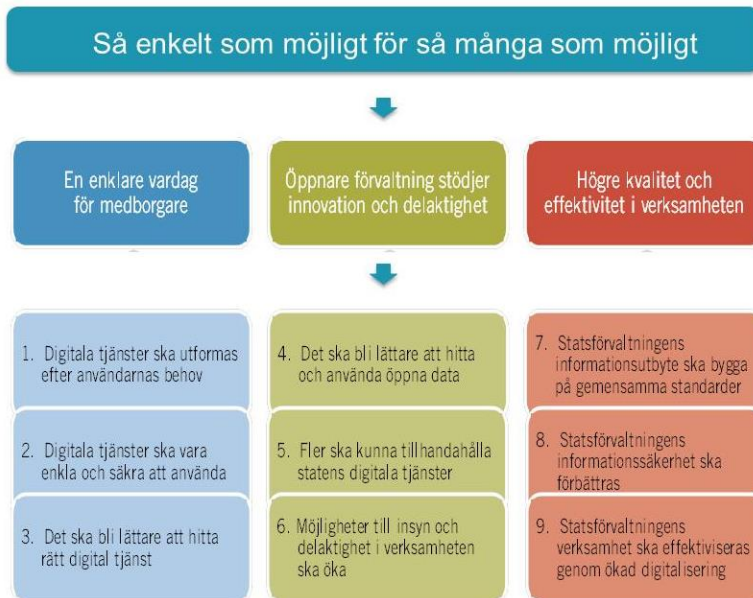 Så enkelt som möjligt för så många som möjligt
En enklare vardag
för medborgare
Öppnare förvaltning stödjer
innovation och delaktighet
Högre kvalitet och
effektivitet i verksamheten
1. Digitala tjänster ska utformas
efter användarnas behov
2. Digitala tjänster ska vara
enkla och säkra att använda
3. Det ska bli lättare att hitta
rätt digital tjänst
4. Det ska bli lättare att hitta
och använda öppna data
5. Fler ska kunna tillhandahålla
statens digitala tjänster
6. Möjligheter till insyn och
delaktighet i verksamheten
ska öka
7. Statsförvaltningens
informationsutbyte ska bygga
på gemensamma standarder
8. Statsförvaltningens
informationssäkerhet ska
förbättras
9. Statsförvaltningens
verksamhet ska effektiviseras
genom ökad digitalisering